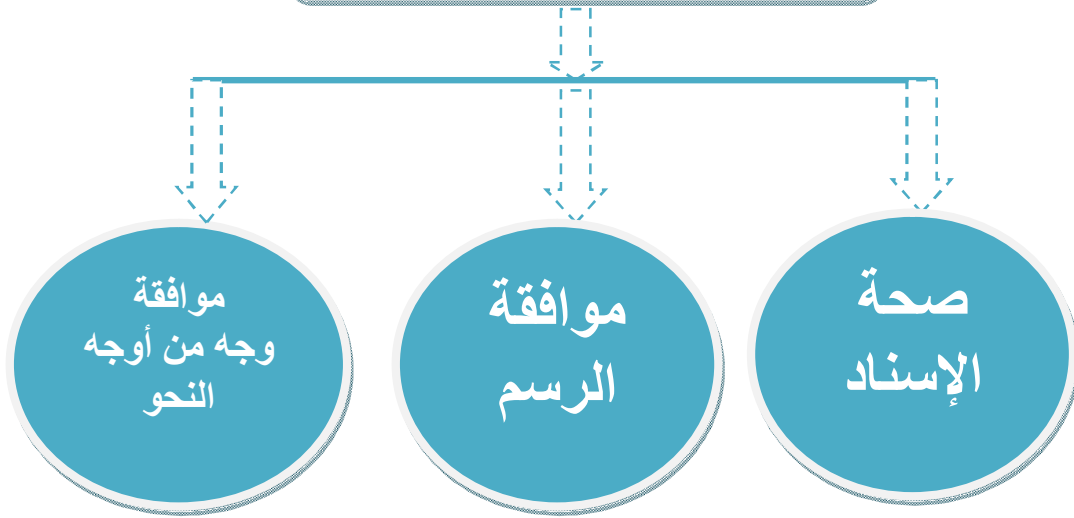 صحة
الإسناد
موافقة
الرسم
موافقة
وجه من أوجه
النحو